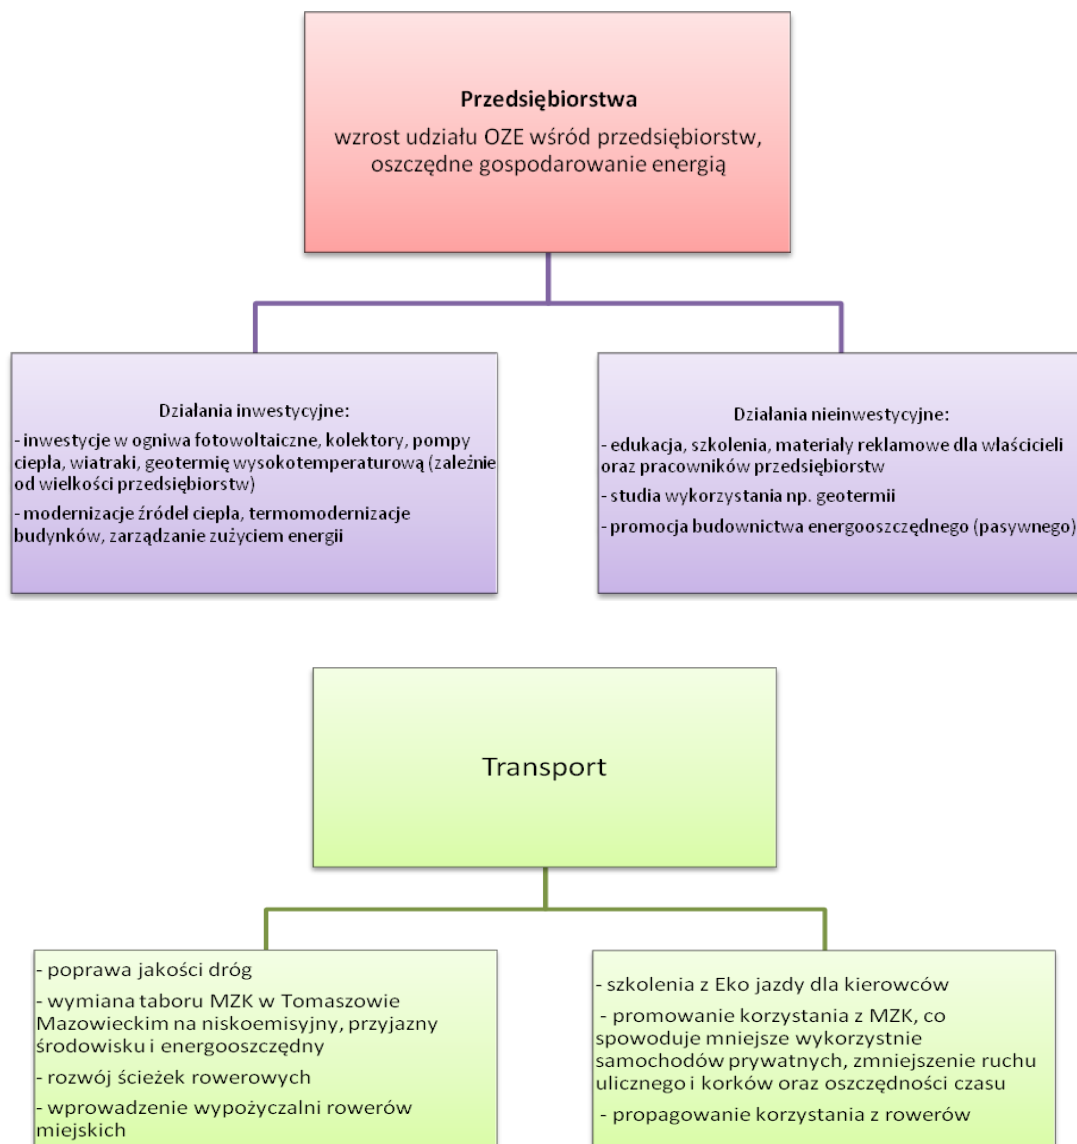 Przedsiębiorstwa
wzrost udziału OZE wśród przedsiębiorstw,
oszczędne gospodarowanie energią
Działania inwestycyjne:
- inwestycje w ogniwa fotowoltaiczne, kolektory, pompy
ciepła, wiatraki, geotermię wysokotemperaturową (zależnie
od wielkości przedsiębiorstw)
- modernizacje źródeł ciepła, termomodernizacje
budynków, zarządzanie zużyciem energii
Działania nieinwestycyjne:
- edukacja, szkolenia, materiały reklamowe dla właścicieli
oraz pracowników przedsiębiorstw
- studia wykorzystania np. geotermii
- promocja budownictwa energooszczędnego (pasywnego)
Transport
- poprawa jakości dróg
- wymiana taboru MZK w Tomaszowie
Mazowieckim na niskoemisyjny, przyjazny
środowisku i energooszczędny
- rozwój ścieżek rowerowych
- wprowadzenie wypożyczalni rowerów
miejskich
- szkolenia z Eko jazdy dla kierowców
- promowanie korzystania z MZK, co
spowoduje mniejsze wykorzystnie
samochodów prywatnych, zmniejszenie ruchu
ulicznego i korków oraz oszczędności czasu
- propagowanie korzystania z rowerów